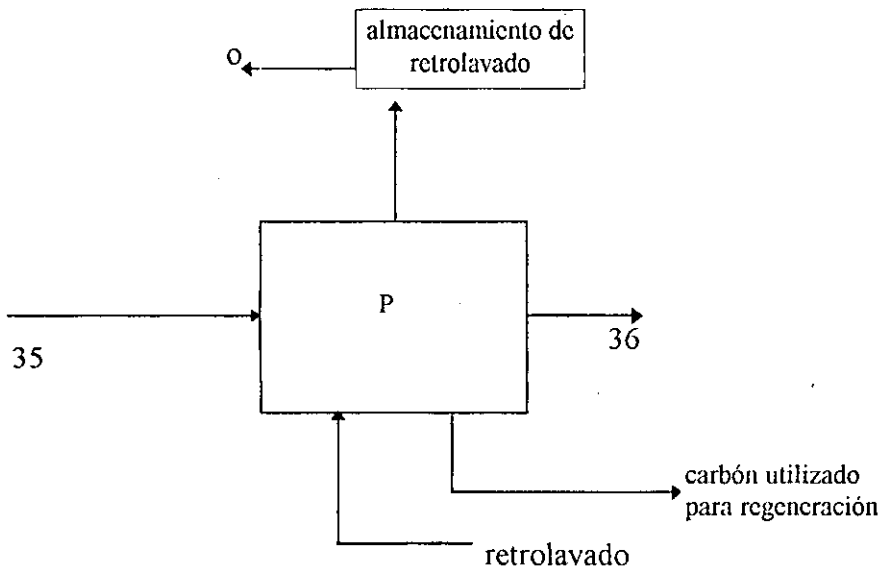 almacenamiento de
retrolavado
O
P
35
36
carbón utilizado
para regeneración
retrolavado